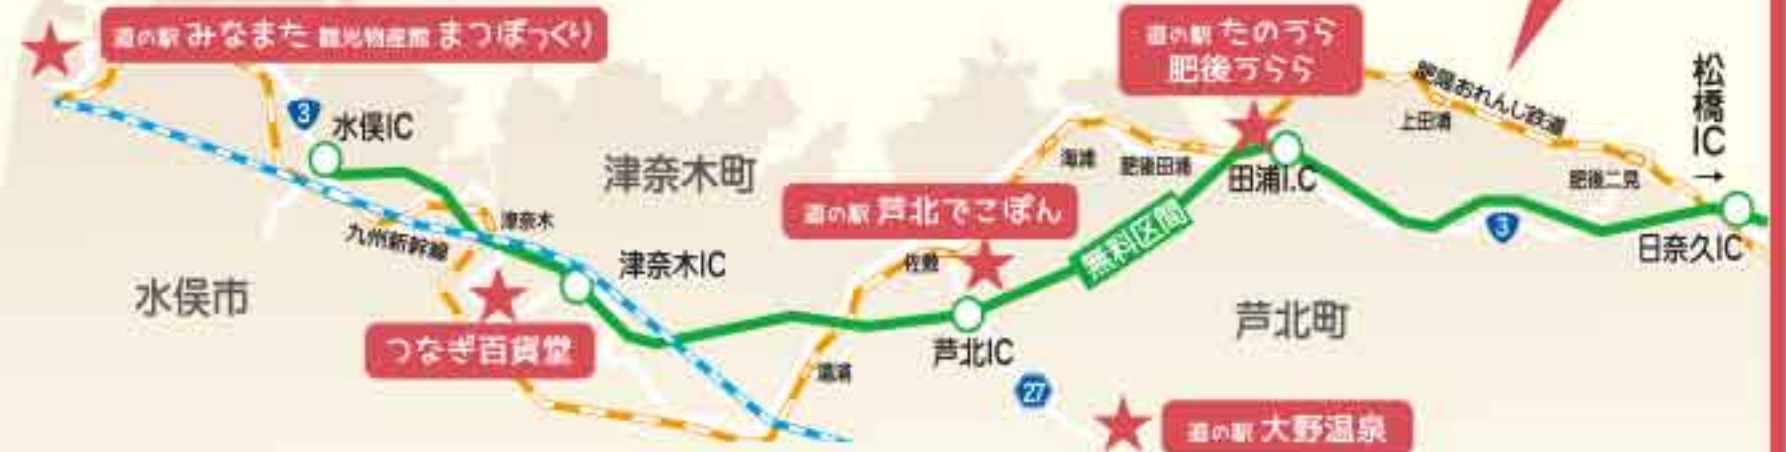 道の駅 みなまた 観光物産館 まつぼっくり
道の駅 たのうら
肥後うらら
松橋IC→
肥薩おれんじ鉄道
上田浦
3
水俣IC
津奈木町
海浦
肥後田浦
田浦I.C
肥後二見
道の駅 芦北でこぽん
無料区間
3
日奈久IC
九州新幹線
津奈木
津奈木IC
佐敷
水俣市
つなぎ百貨堂
芦北IC
芦北町
湯浦
27
道の駅 大野温泉